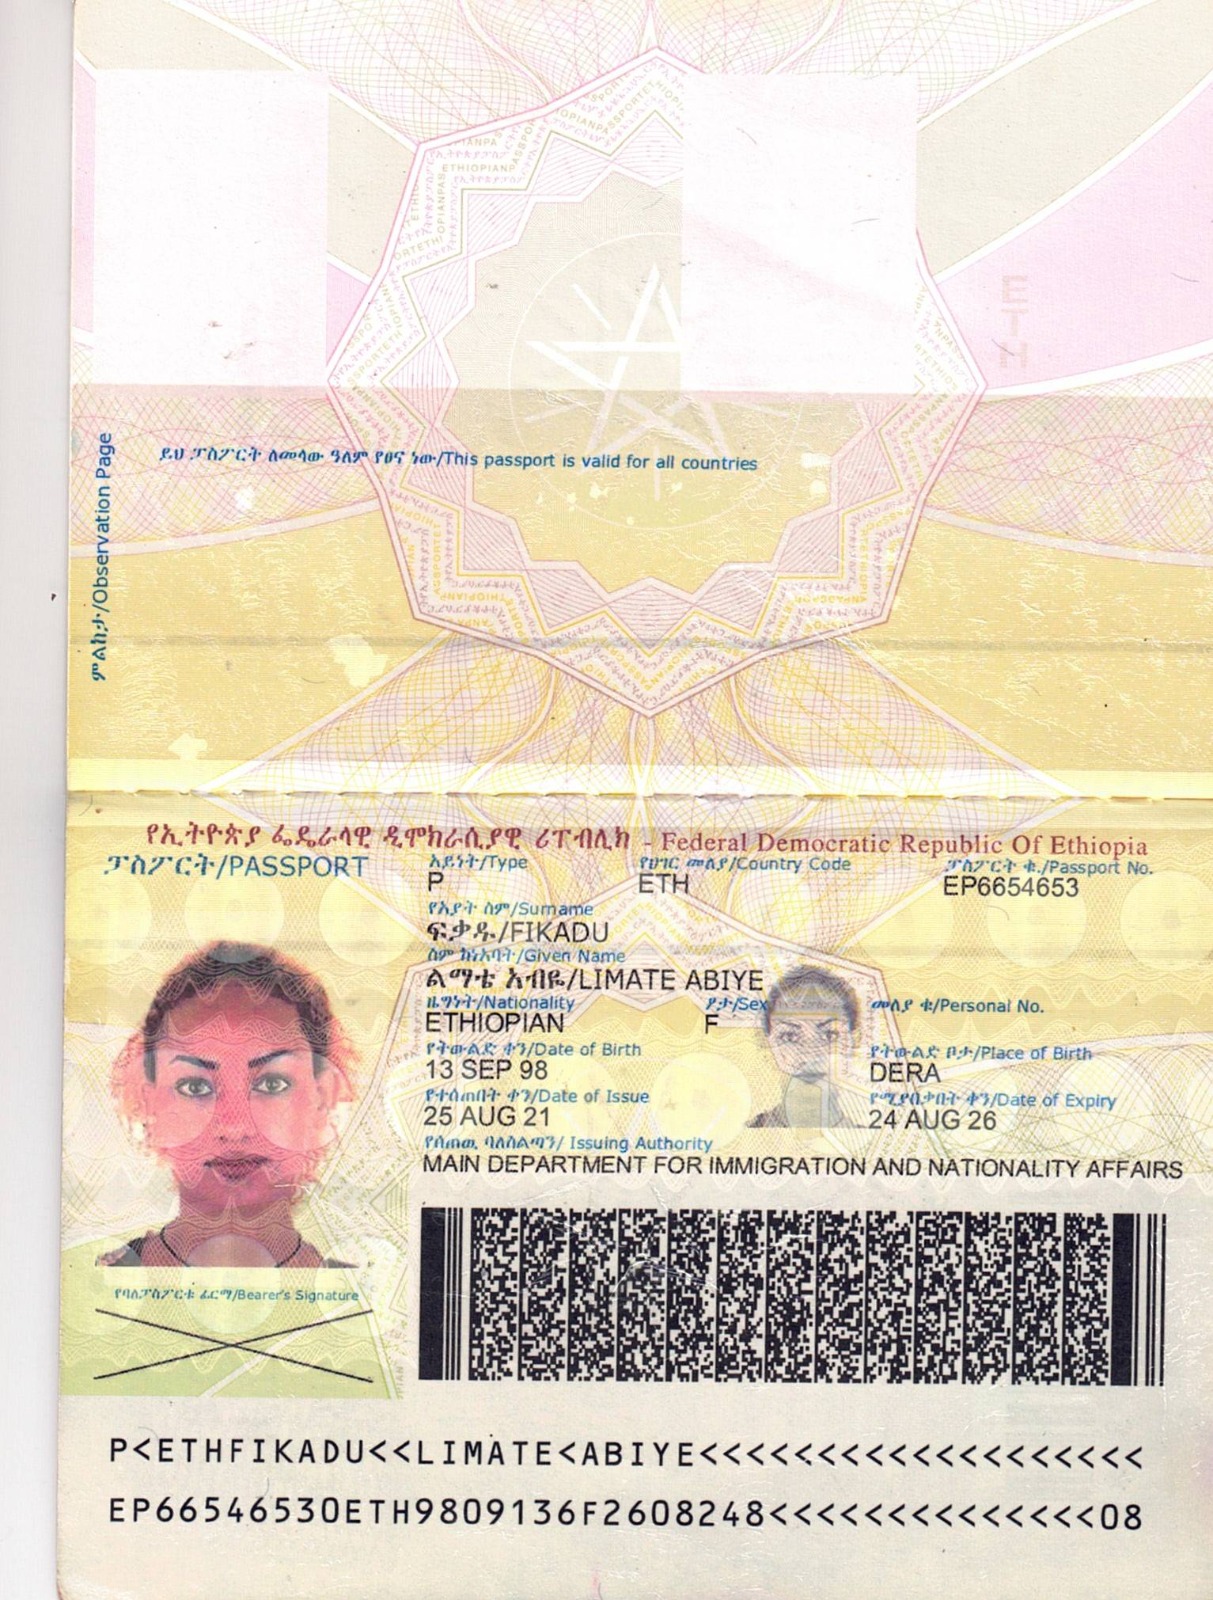 ምልከታ/Observation Page
ይህ ፓስፖርት ለመላው ዓለም የፀና ነው/This passport is valid for all countries
የኢትዮጵያ ፌዴራላዊ ዲሞክራሲያዊ ሪፐብሊክ - Federal Democratic Republic Of Ethiopia
ፓስፖርት/PASSPORT
አይነት/Type
የሀገር መለያ/Country Code
ፓስፖርት ቁ./Passport No.
P
ETH
EP6654653
የአያት ስም/Surname
ፍቃዱ/FIKADU
ስም ከነአባት/Given Name
ልማቴ አብዬ/LIMATE ABIYE
ዜግነት/Nationality
ፆታ/Sex
መለያ ቁ/Personal No.
ETHIOPIAN
F
የትውልድ ቀን/Date of Birth
የትውልድ ቦታ/Place of Birth
13 SEP 98
DERA
የተሰጠበት ቀን/Date of Issue
የሚያበቃበት ቀን/Date of Expiry
25 AUG 21
24 AUG 26
የሰጠው ባለስልጣን/ Issuing Authority
MAIN DEPARTMENT FOR IMMIGRATION AND NATIONALITY AFFAIRS
የባለፓስፖርቱ ፊርማ/Bearer's Signature
P<ETHFIKADU<<LIMATE<ABIYE<<<<<<<<<<<<<<<<<<<
EP66546530ETH9809136F2608248<<<<<<<<<<<<<<08